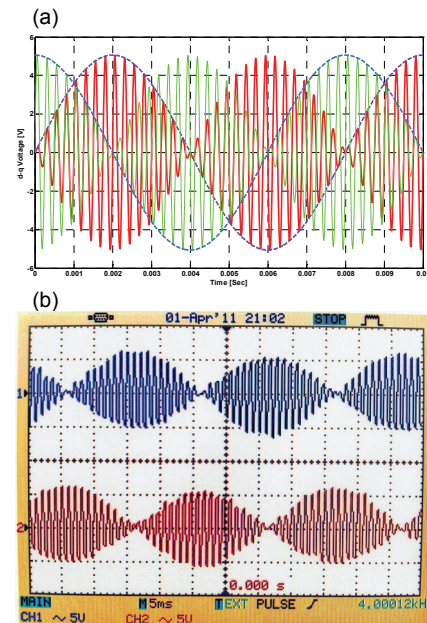 (a)
6
4
2
0
-2
-4
-6
d-q Voltage [V]
0 0.001 0.002 0.003 0.004 0.005 0.006 0.007 0.008 0.009 0.0
Time [Sec]
(b)
01-Apr'11 21:02 STOP
1
2
0.000 s
MAIN M 5ms T EXT PULSE 4.00012kH
CH1 ~ 5V CH2 ~ 5V